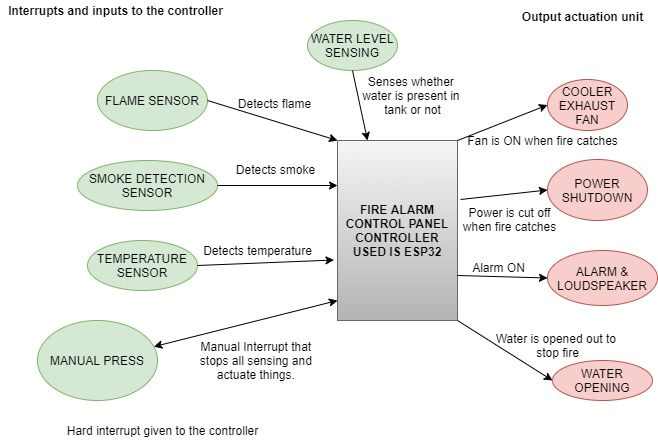 Interrupts and inputs to the controller
Output actuation unit
WATER LEVEL
SENSING
Senses whether
water is present in
tank or not
FLAME SENSOR
Detects flame
SMOKE DETECTION
SENSOR
Detects smoke
TEMPERATURE
SENSOR
Detects temperature
MANUAL PRESS
Manual Interrupt that
stops all sensing and
actuate things.
Hard interrupt given to the controller
FIRE ALARM
CONTROL PANEL
CONTROLLER
USED IS ESP32
COOLER
EXHAUST
FAN
Fan is ON when fire catches
POWER
SHUTDOWN
Power is cut off
when fire catches
ALARM &
LOUDSPEAKER
Alarm ON
Water is opened out to
stop fire
WATER
OPENING